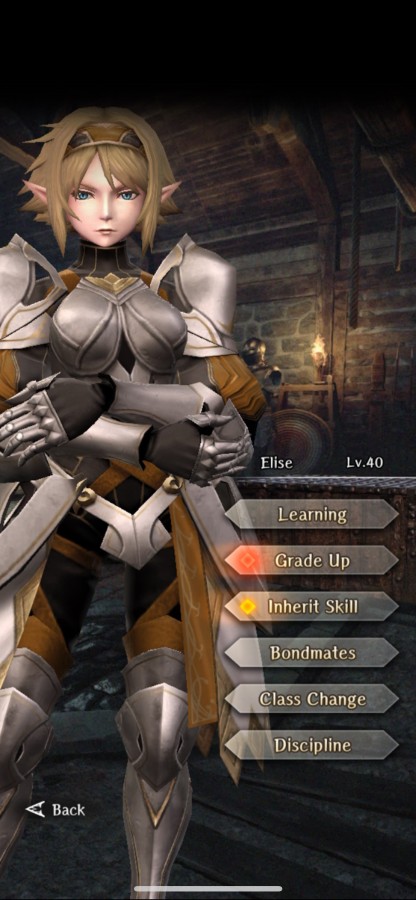 Elise Lv.40
Learning
Grade Up
Inherit Skill
Bondmates
Class Change
Discipline
Back